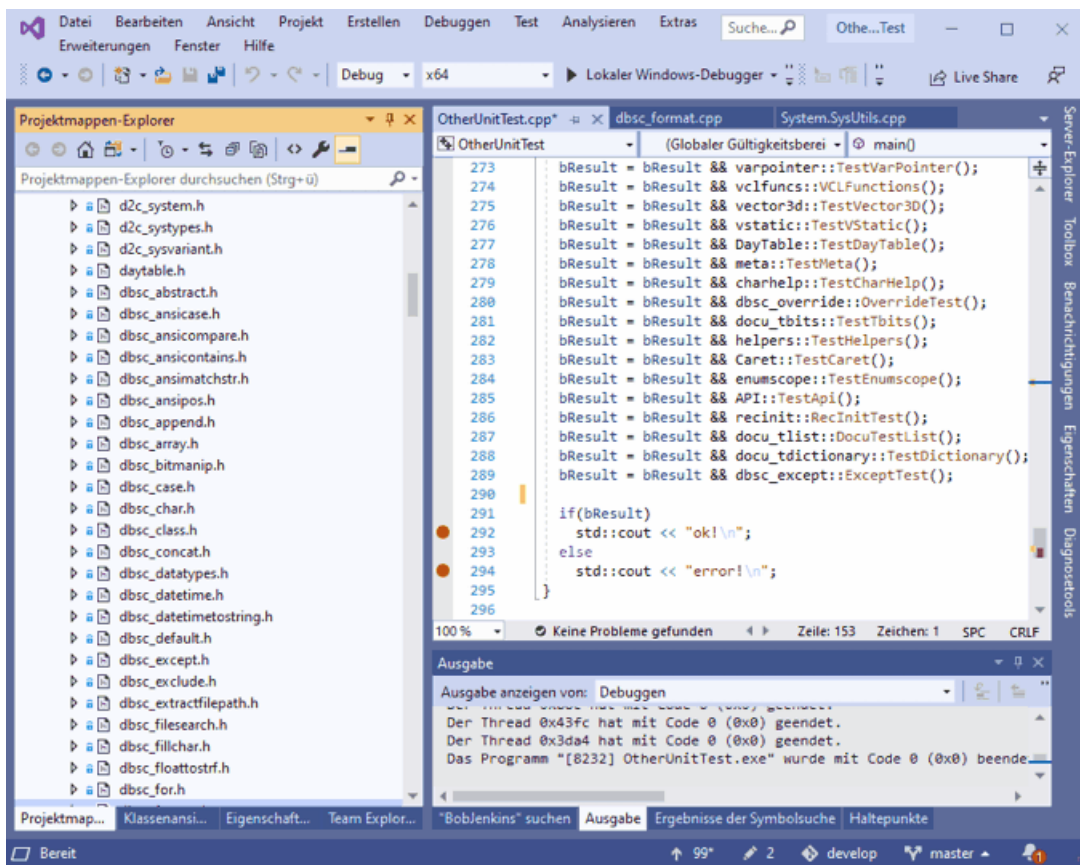 Datei Bearbeiten Ansicht Projekt Erstellen Debuggen Test Analysieren Extras Suche... Othe...Test
Erweiterungen Fenster Hilfe
Debug x64 Lokaler Windows-Debugger Live Share
Projektmappen-Explorer
Projektmappen-Explorer durchsuchen (Strg+ü)
d2c_system.h
d2c_systypes.h
d2c_sysvariant.h
daytable.h
dbsc_abstract.h
dbsc_ansicase.h
dbsc_ansicompare.h
dbsc_ansicontains.h
dbsc_ansimatchstr.h
dbsc_ansipos.h
dbsc_append.h
dbsc_array.h
dbsc_bitmanip.h
dbsc_case.h
dbsc_char.h
dbsc_class.h
dbsc_concat.h
dbsc_datatypes.h
dbsc_datetime.h
dbsc_datetimetostring.h
dbsc_default.h
dbsc_except.h
dbsc_exclude.h
dbsc_extractfilepath.h
dbsc_filesearch.h
dbsc_fillchar.h
dbsc_floattostrf.h
dbsc_for.h
Projektmap... Klassenansi... Eigenschaft... Team Explor...
OtherUnitTest.cpp* dbsc_format.cpp System.SysUtils.cpp
OtherUnitTest (Globaler Gültigkeitsberei main()
273 bResult = bResult && varpointer::TestVarPointer();
274 bResult = bResult && vclfuncs::VCLFunctions();
275 bResult = bResult && vector3d::TestVector3D();
276 bResult = bResult && vstatic::TestVStatic();
277 bResult = bResult && DayTable::TestDayTable();
278 bResult = bResult && meta::TestMeta();
279 bResult = bResult && charhelp::TestCharHelp();
280 bResult = bResult && dbsc_override::OverrideTest();
281 bResult = bResult && docu_tbits::TestTbits();
282 bResult = bResult && helpers::TestHelpers();
283 bResult = bResult && Caret::TestCaret();
284 bResult = bResult && enumscope::TestEnumscope();
285 bResult = bResult && API::TestApi();
286 bResult = bResult && recinit::RecInitTest();
287 bResult = bResult && docu_tlist::DocuTestList();
288 bResult = bResult && docu_tdictionary::TestDictionary();
289 bResult = bResult && dbsc_except::ExceptTest();
290
291 if(bResult)
292 std::cout << "ok!\n";
293 else
294 std::cout << "error!\n";
295 }
296
100 % Keine Probleme gefunden Zeile: 153 Zeichen: 1 SPC CRLF
Ausgabe
Ausgabe anzeigen von: Debuggen
Der Thread 0x43fc hat mit Code 0 (0x0) geendet.
Der Thread 0x3da4 hat mit Code 0 (0x0) geendet.
Das Programm "[8232] OtherUnitTest.exe" wurde mit Code 0 (0x0) beende
"BobJenkins" suchen Ausgabe Ergebnisse der Symbolsuche Haltepunkte
Server-Explorer
Toolbox
Benachrichtigungen
Eigenschaften
Diagnosetools
Bereit 99* 2 develop master 1